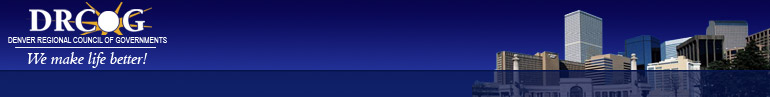 DRCOG
DENVER REGIONAL COUNCIL OF GOVERNMENTS
We make life better!